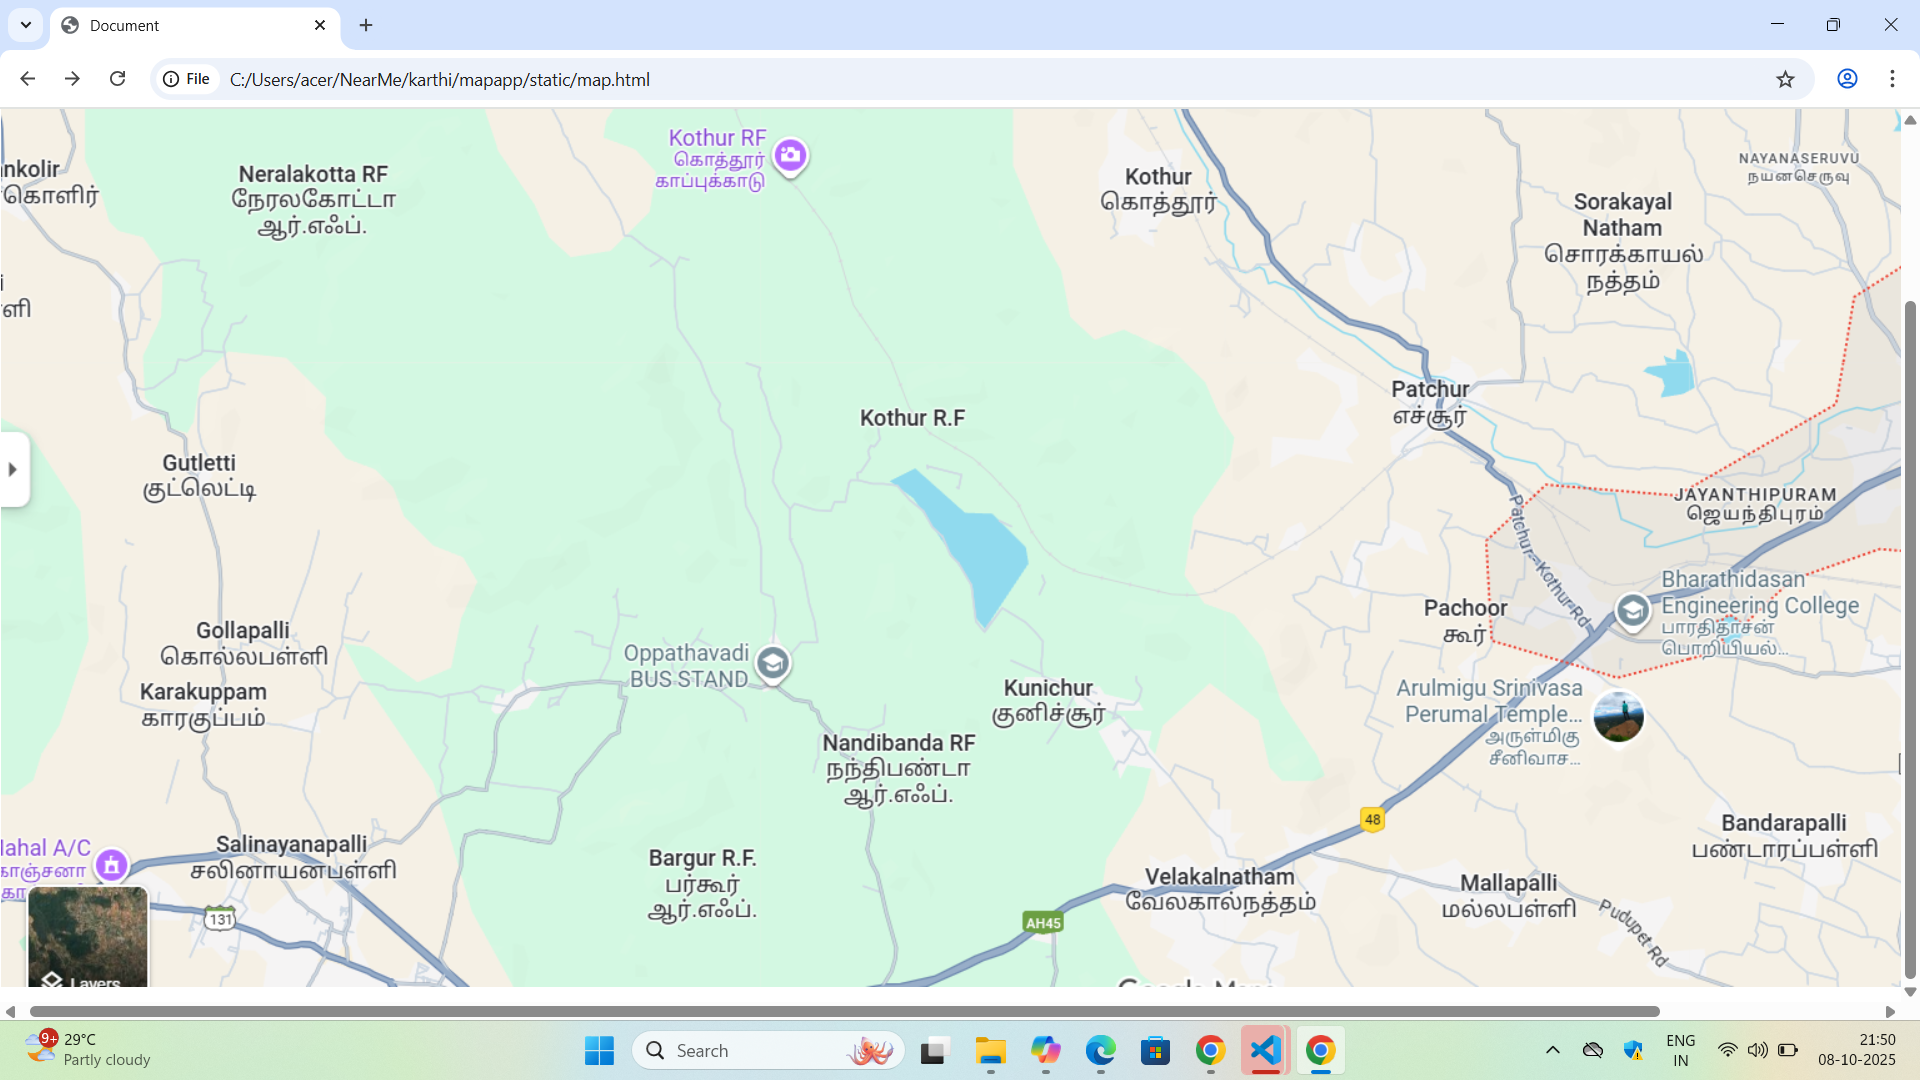 Document
File
C:/Users/acer/NearMe/karthi/mapapp/static/map.html
nkolir
கொளிர்
ளி
Neralakotta RF
நேரலகோட்டா
ஆர்.எஃப்.
Kothur RF
கொத்தூர்
காப்புக்காடு
Kothur
கொத்தூர்
NAYANASERUVU
நயனசெருவு
Sorakayal
Natham
சொரக்காயல்
நத்தம்
Patchur
எச்சூர்
Kothur R.F
Gutletti
குட்லெட்டி
JAYANTHIPURAM
ஜெயந்திபுரம்
Patchur - Kothur Rd
Bharathidasan
Engineering College
பாரதிதாசன்
பொறியியல்...
Pachoor
கூர்
Gollapalli
கொல்லபள்ளி
Karakuppam
காரகுப்பம்
Oppathavadi
BUS STAND
Kunichur
குனிச்சூர்
Arulmigu Srinivasa
Perumal Temple...
அருள்மிகு
சீனிவாச...
Nandibanda RF
நந்திபண்டா
ஆர்.எஃப்.
48
Bandarapalli
பண்டாரப்பள்ளி
Mahal A/C
காஞ்சனா
Salinayanapalli
சலினாயனபள்ளி
Bargur R.F.
பர்கூர்
ஆர்.எஃப்.
Velakalnatham
வேலகால்நத்தம்
Mallapalli
மல்லபள்ளி
Pudupet Rd
131
AH45
Layers
Google Maps
9+
29°C
Partly cloudy
Search
ENG
IN
21:50
08-10-2025